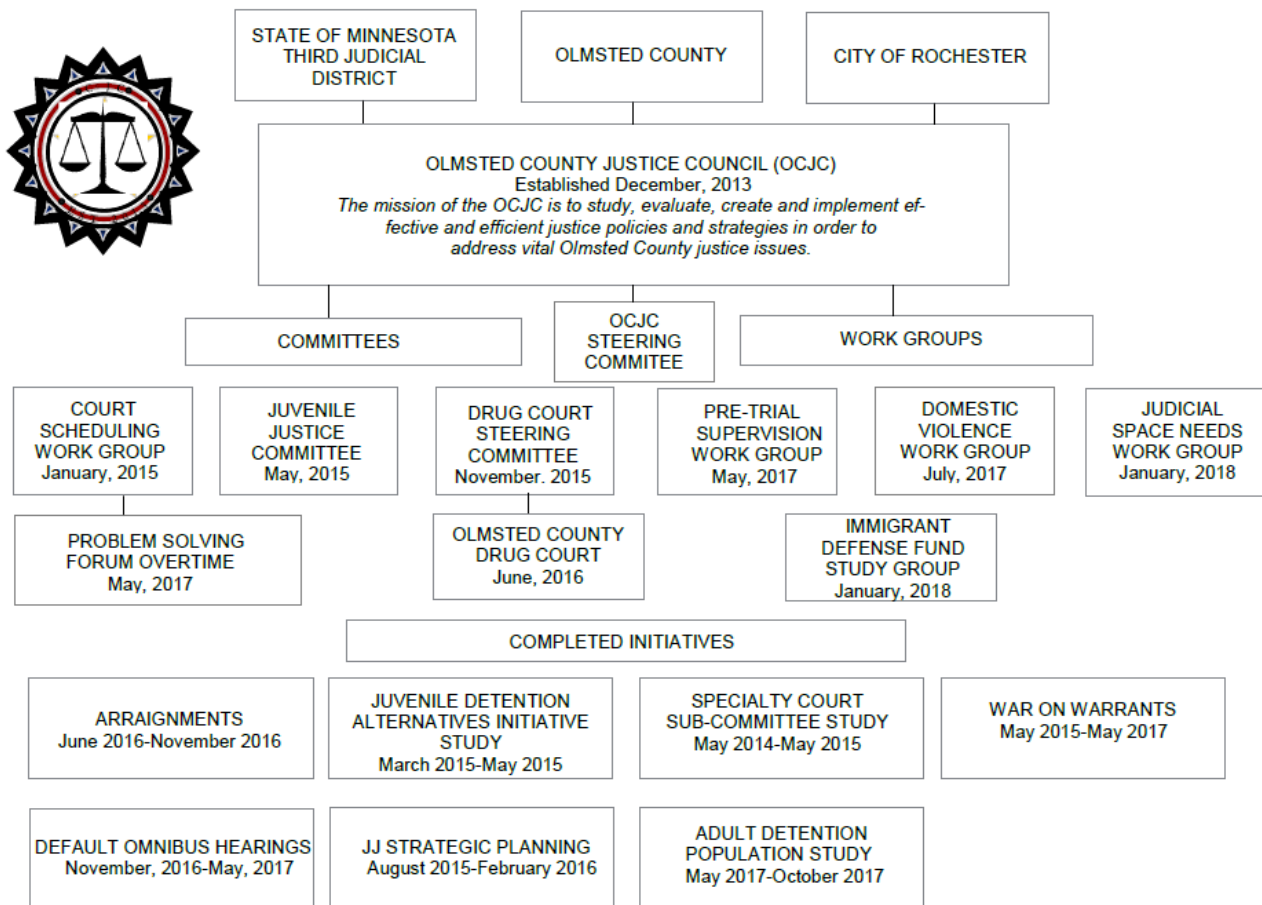 STATE OF MINNESOTA
THIRD JUDICIAL
DISTRICT
OLMSTED COUNTY
CITY OF ROCHESTER
OLMSTED COUNTY JUSTICE COUNCIL (OCJC)
Established December, 2013
The mission of the OCJC is to study, evaluate, create and implement ef-
fective and efficient justice policies and strategies in order to
address vital Olmsted County justice issues.
COMMITTEES
OCJC
STEERING
COMMITEE
WORK GROUPS
COURT
SCHEDULING
WORK GROUP
January, 2015
JUVENILE
JUSTICE
COMMITTEE
May, 2015
DRUG COURT
STEERING
COMMITTEE
November. 2015
PRE-TRIAL
SUPERVISION
WORK GROUP
May, 2017
DOMESTIC
VIOLENCE
WORK GROUP
July, 2017
JUDICIAL
SPACE NEEDS
WORK GROUP
January, 2018
PROBLEM SOLVING
FORUM OVERTIME
May, 2017
OLMSTED COUNTY
DRUG COURT
June, 2016
IMMIGRANT
DEFENSE FUND
STUDY GROUP
January, 2018
COMPLETED INITIATIVES
ARRAIGNMENTS
June 2016-November 2016
JUVENILE DETENTION
ALTERNATIVES INITIATIVE
STUDY
March 2015-May 2015
SPECIALTY COURT
SUB-COMMITTEE STUDY
May 2014-May 2015
WAR ON WARRANTS
May 2015-May 2017
DEFAULT OMNIBUS HEARINGS
November, 2016-May, 2017
JJ STRATEGIC PLANNING
August 2015-February 2016
ADULT DETENTION
POPULATION STUDY
May 2017-October 2017